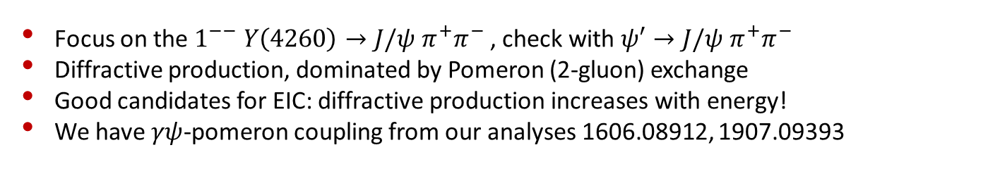 • Focus on the 1⁻⁻ Y(4260) → J/ψ π⁺π⁻ , check with ψ′ → J/ψ π⁺π⁻
• Diffractive production, dominated by Pomeron (2-gluon) exchange
• Good candidates for EIC: diffractive production increases with energy!
• We have γψ-pomeron coupling from our analyses 1606.08912, 1907.09393